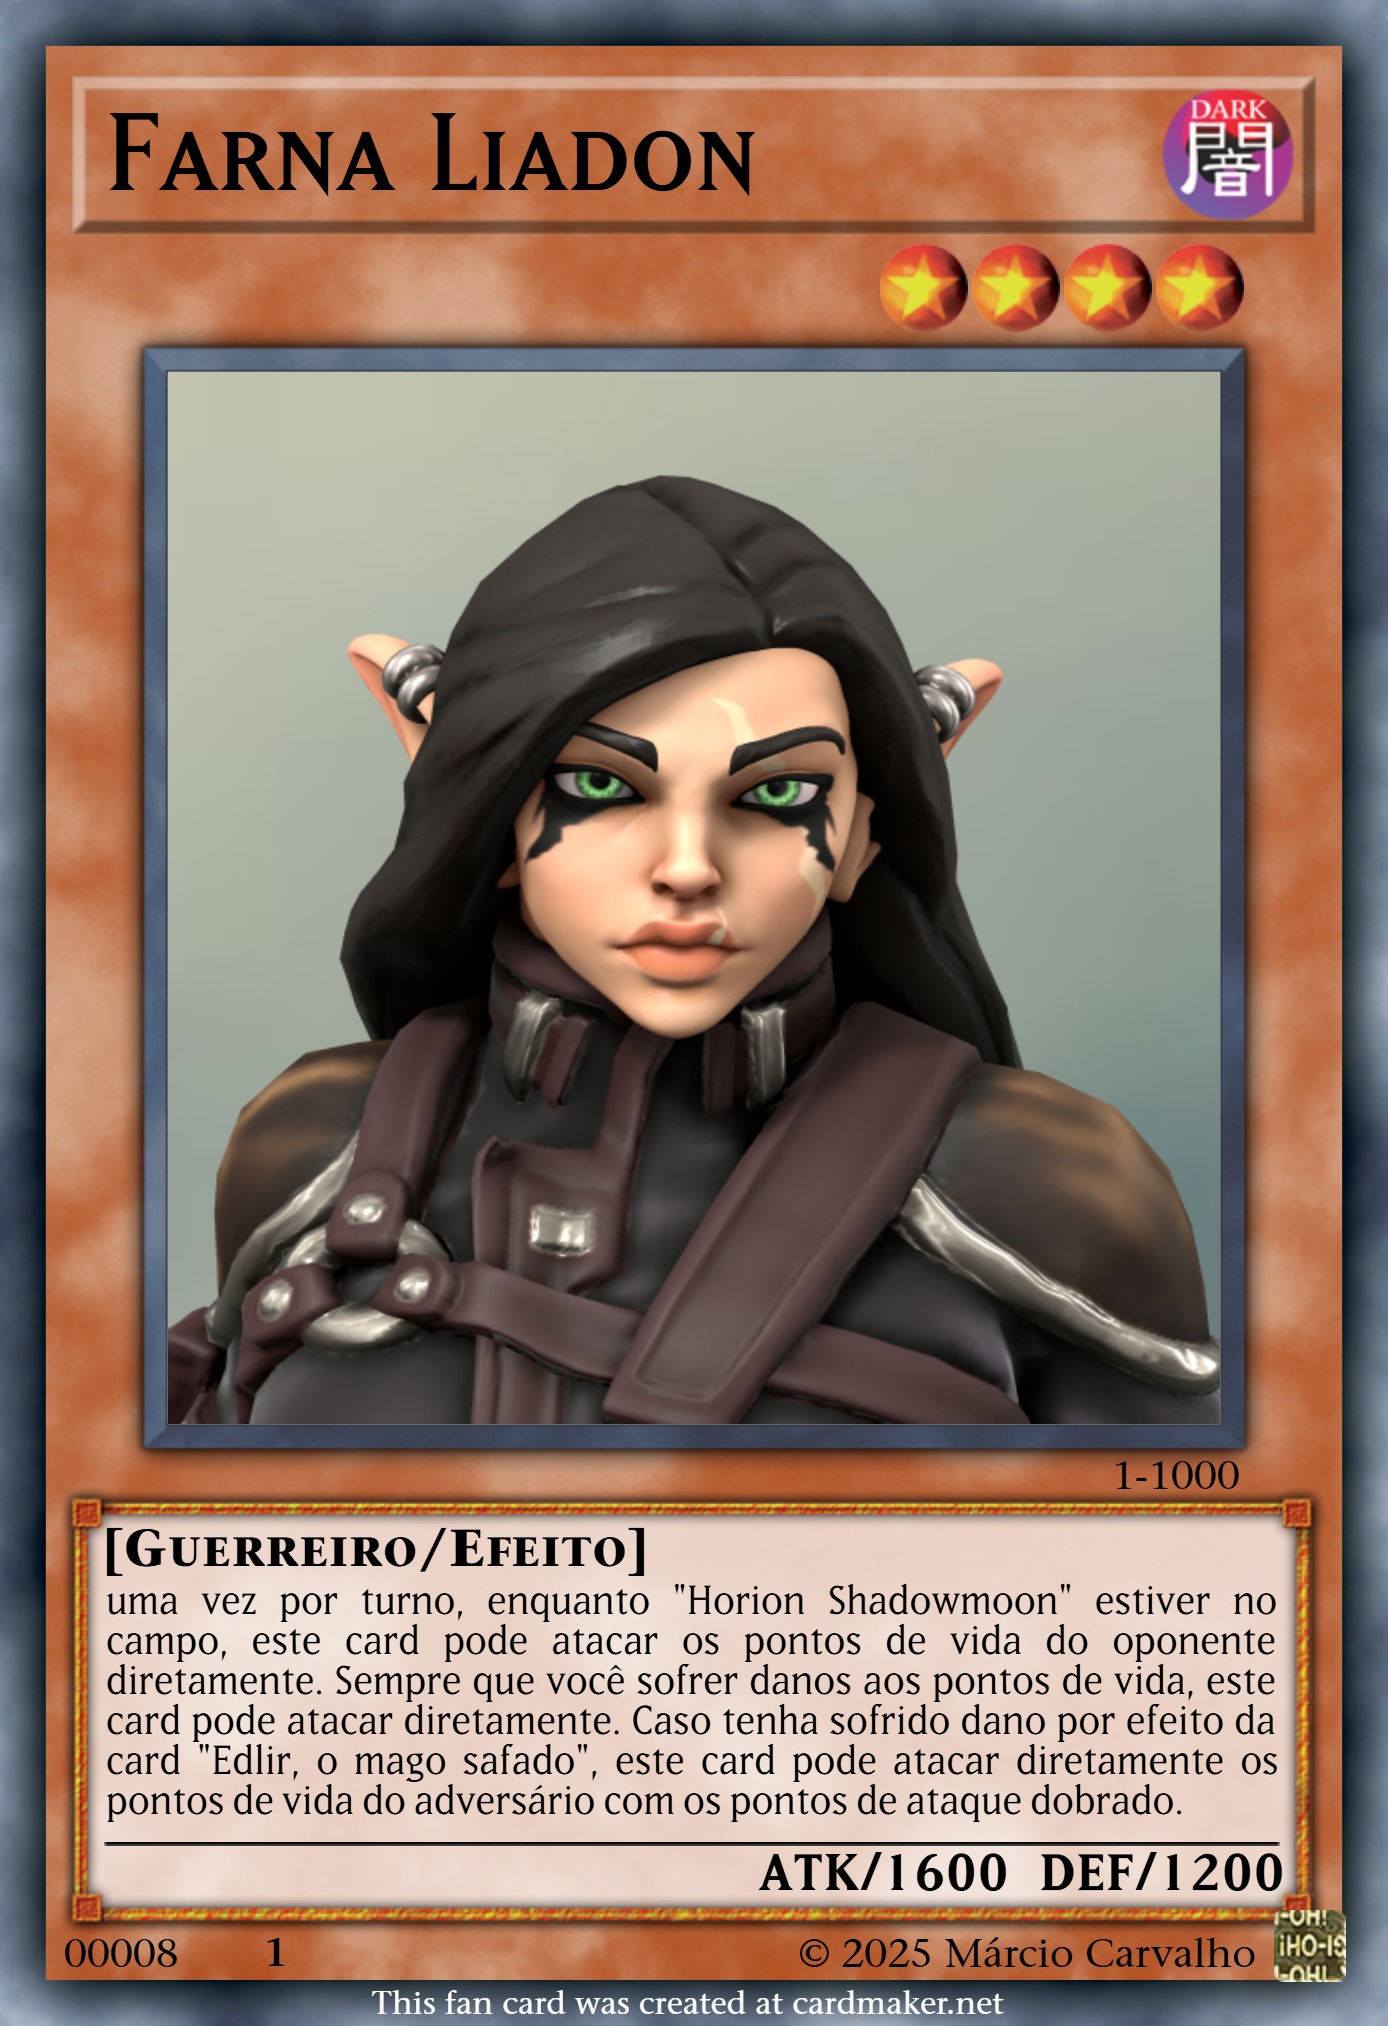 Farna Liadon
DARK
闇
1-1000
[Guerreiro/Efeito]
uma vez por turno, enquanto "Horion Shadowmoon" estiver no
campo, este card pode atacar os pontos de vida do oponente
diretamente. Sempre que você sofrer danos aos pontos de vida, este
card pode atacar diretamente. Caso tenha sofrido dano por efeito da
card "Edlir, o mago safado", este card pode atacar diretamente os
pontos de vida do adversário com os pontos de ataque dobrado.
ATK/1600 DEF/1200
00008 1 © 2025 Márcio Carvalho
This fan card was created at cardmaker.net